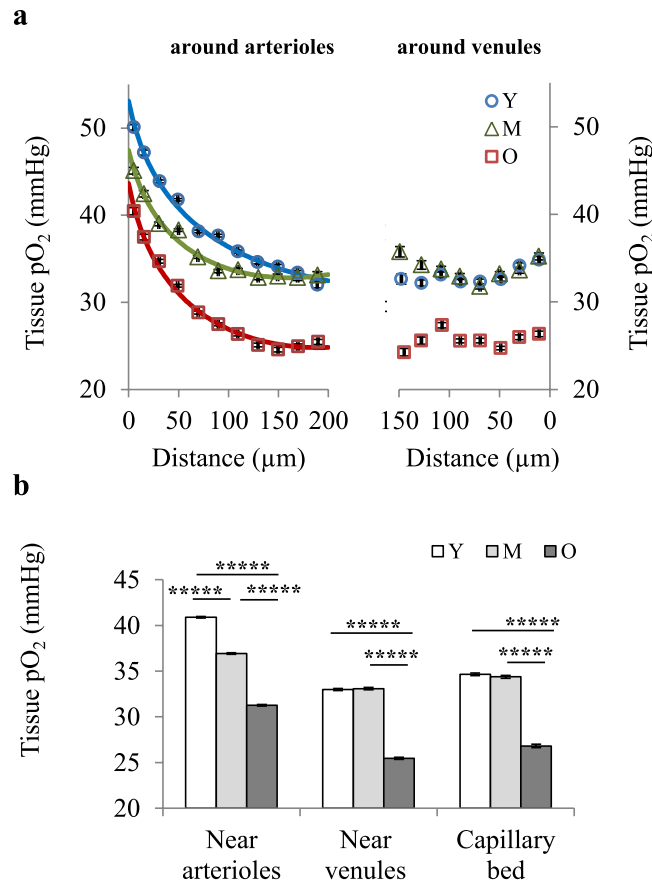 a
around arterioles
around venules
Y
M
O
Tissue pO2 (mmHg)
50
40
30
20
0 50 100 150 200
Distance (µm)
50
40
30
20
150 100 50 0
Distance (µm)
Tissue pO2 (mmHg)
b
Y M O
Tissue pO2 (mmHg)
45
40
35
30
25
20
*****
***** *****
*****
*****
*****
*****
Near arterioles
Near venules
Capillary bed